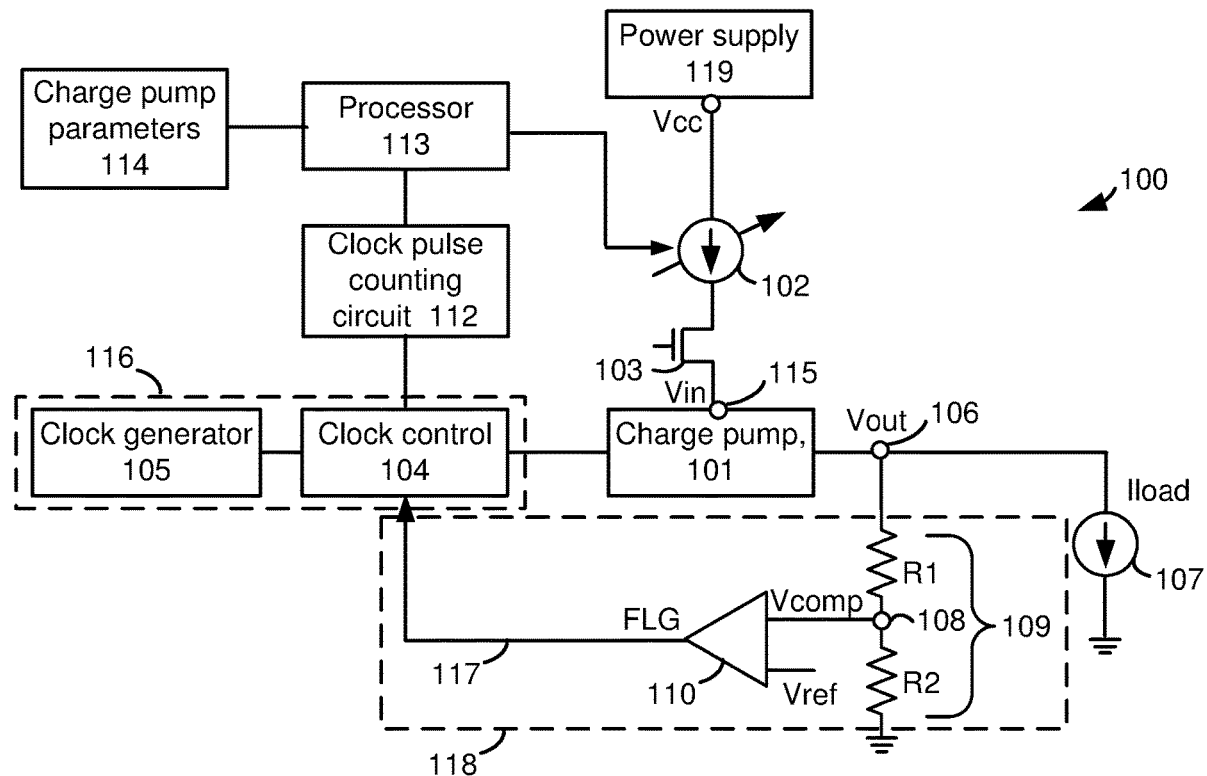 Power supply
119
Vcc
Charge pump
parameters
114
Processor
113
100
Clock pulse
counting
circuit 112
102
116
103
Vin
115
Clock generator
105
Clock control
104
Charge pump,
101
Vout
106
Iload
107
R1
Vcomp
108
109
FLG
117
110
Vref
R2
118